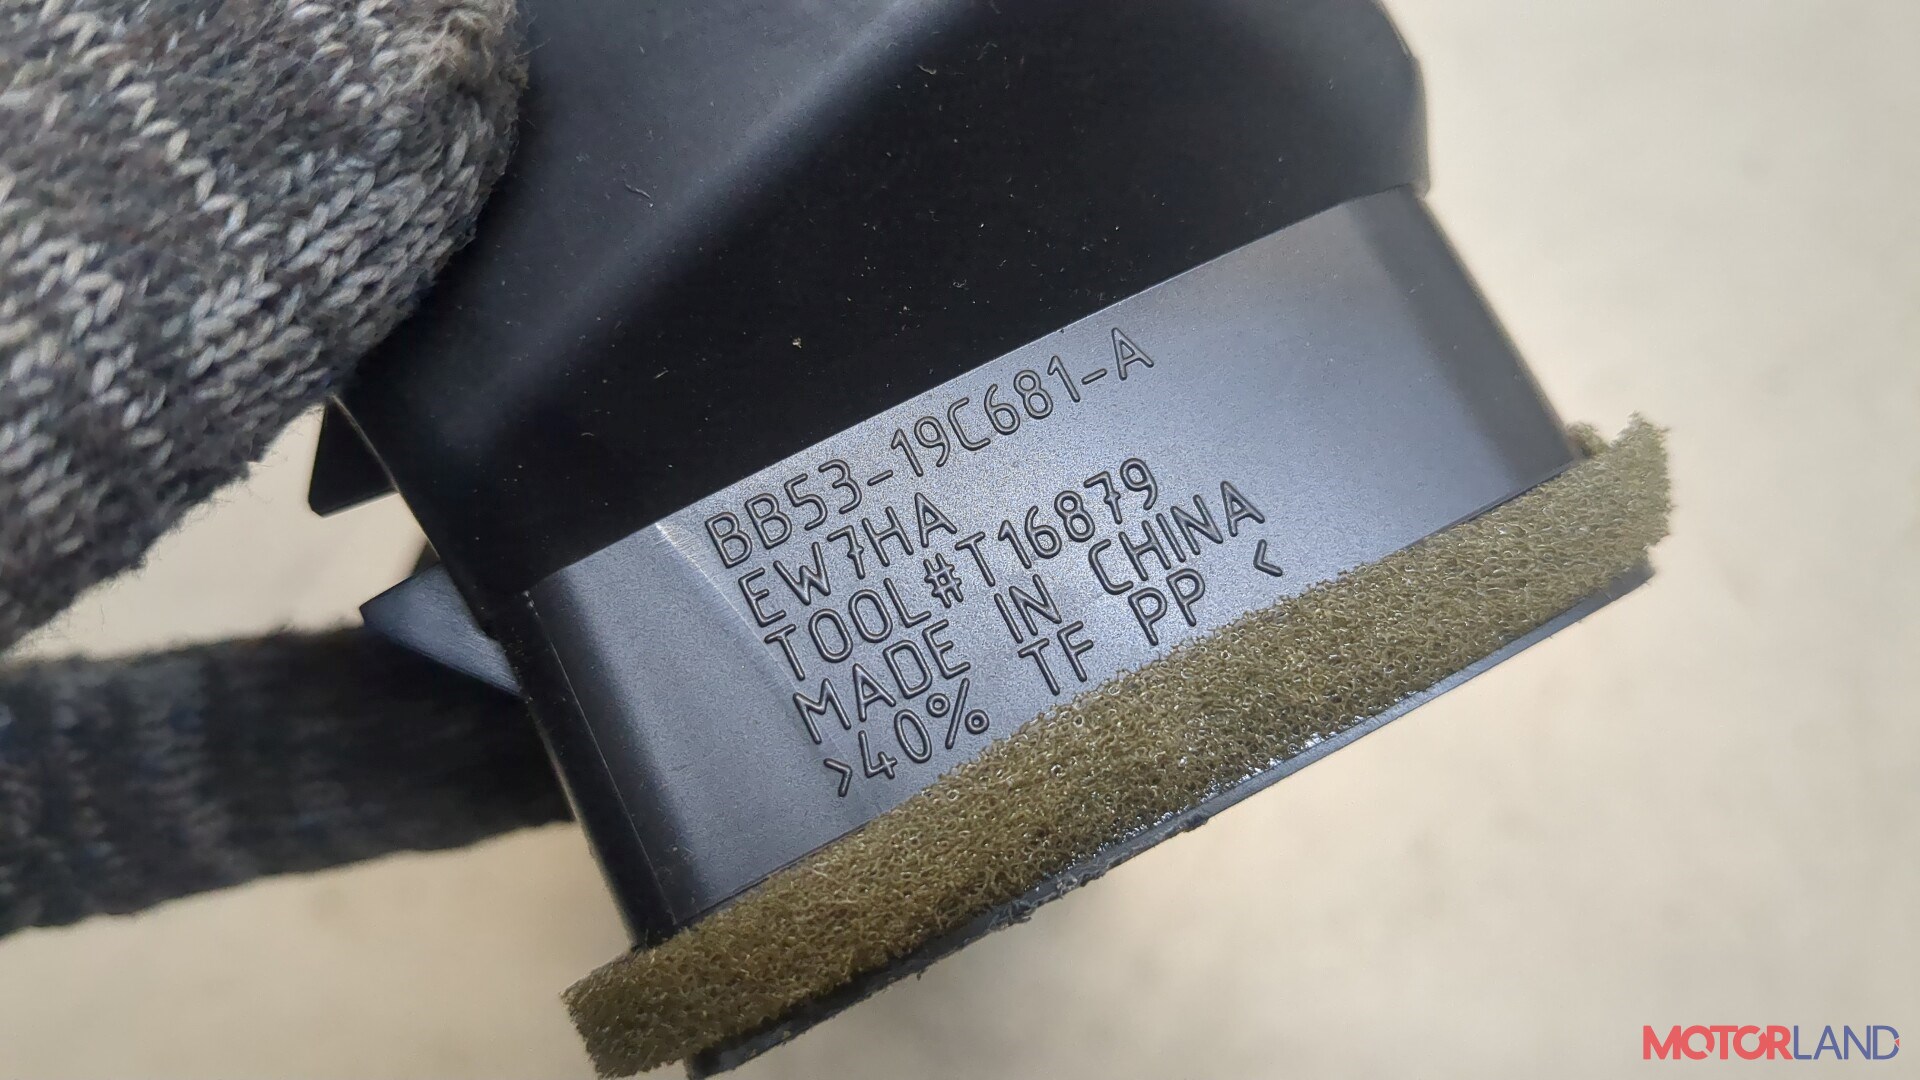 BB53-19C681-A
EW7HA
TOOL#T16879
MADE IN CHINA
>40% TF PP <
MOTORLAND